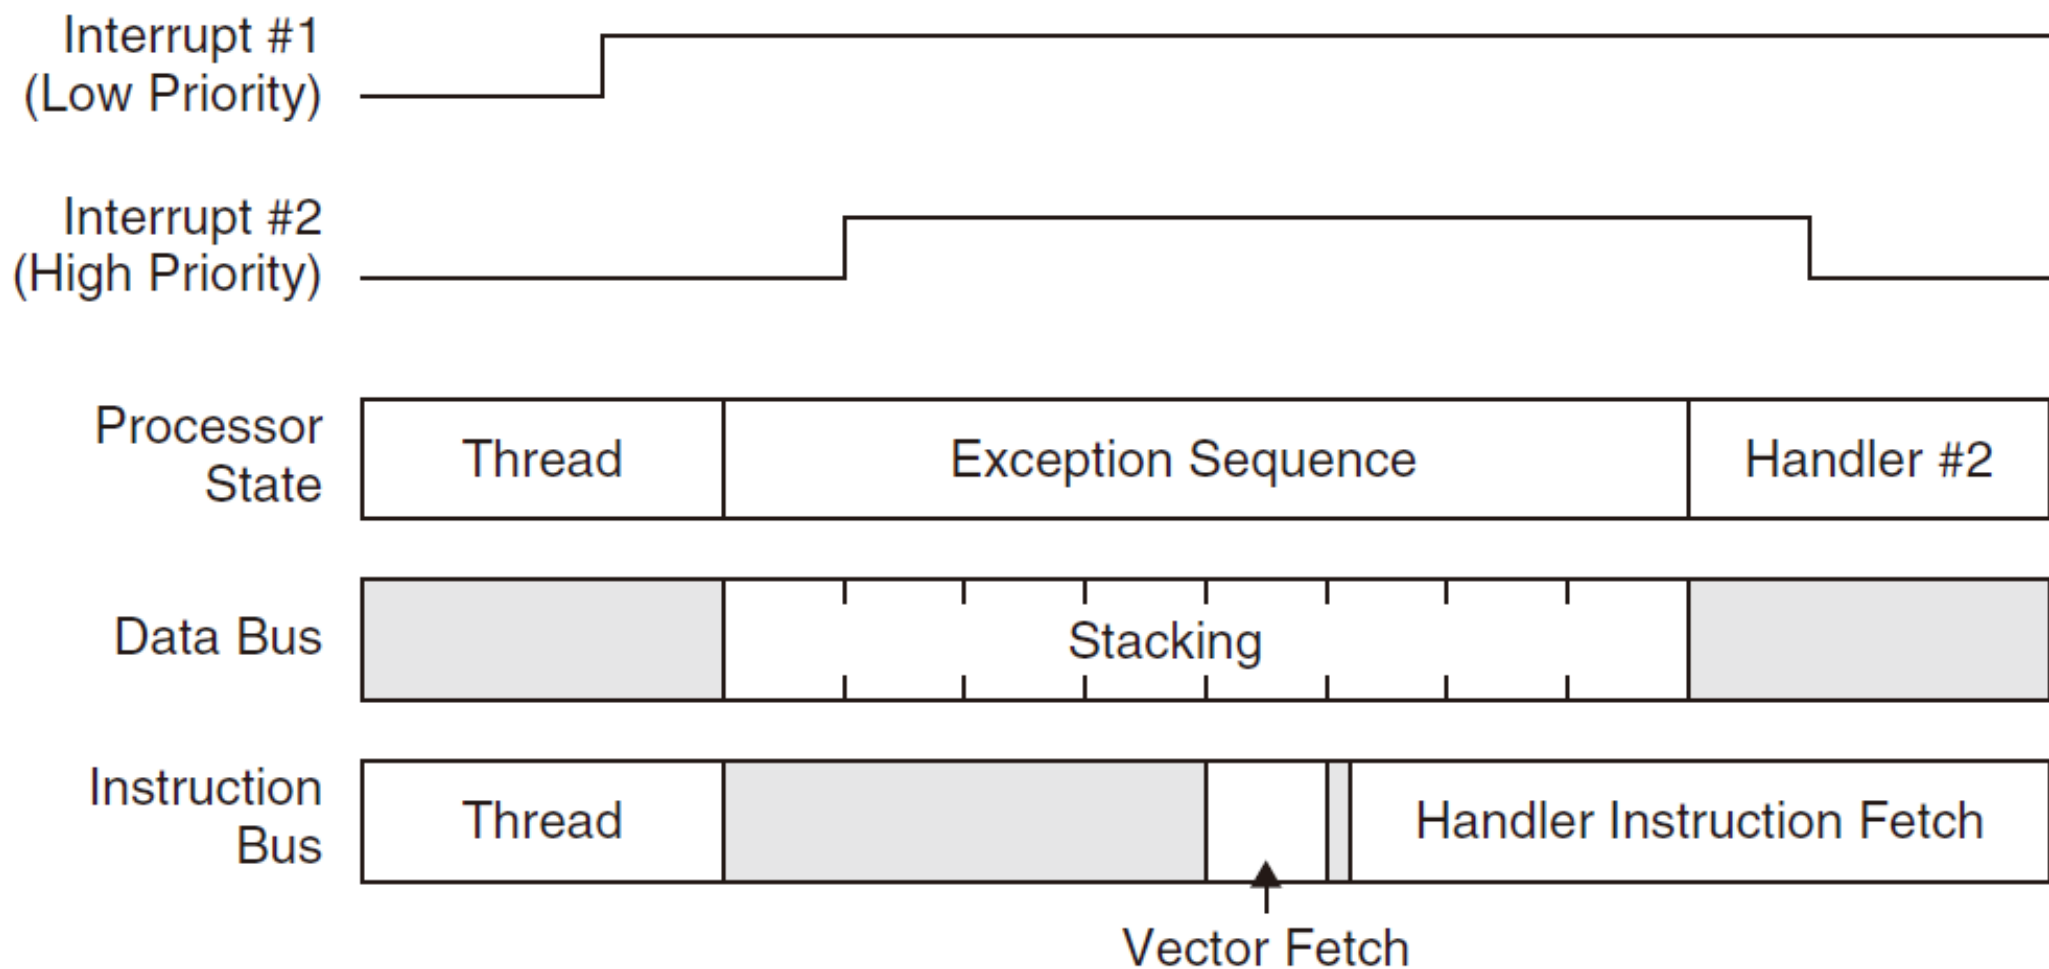 Interrupt #1
(Low Priority)
Interrupt #2
(High Priority)
Processor
State
Thread
Exception Sequence
Handler #2
Data Bus
Stacking
Instruction
Bus
Thread
Handler Instruction Fetch
Vector Fetch